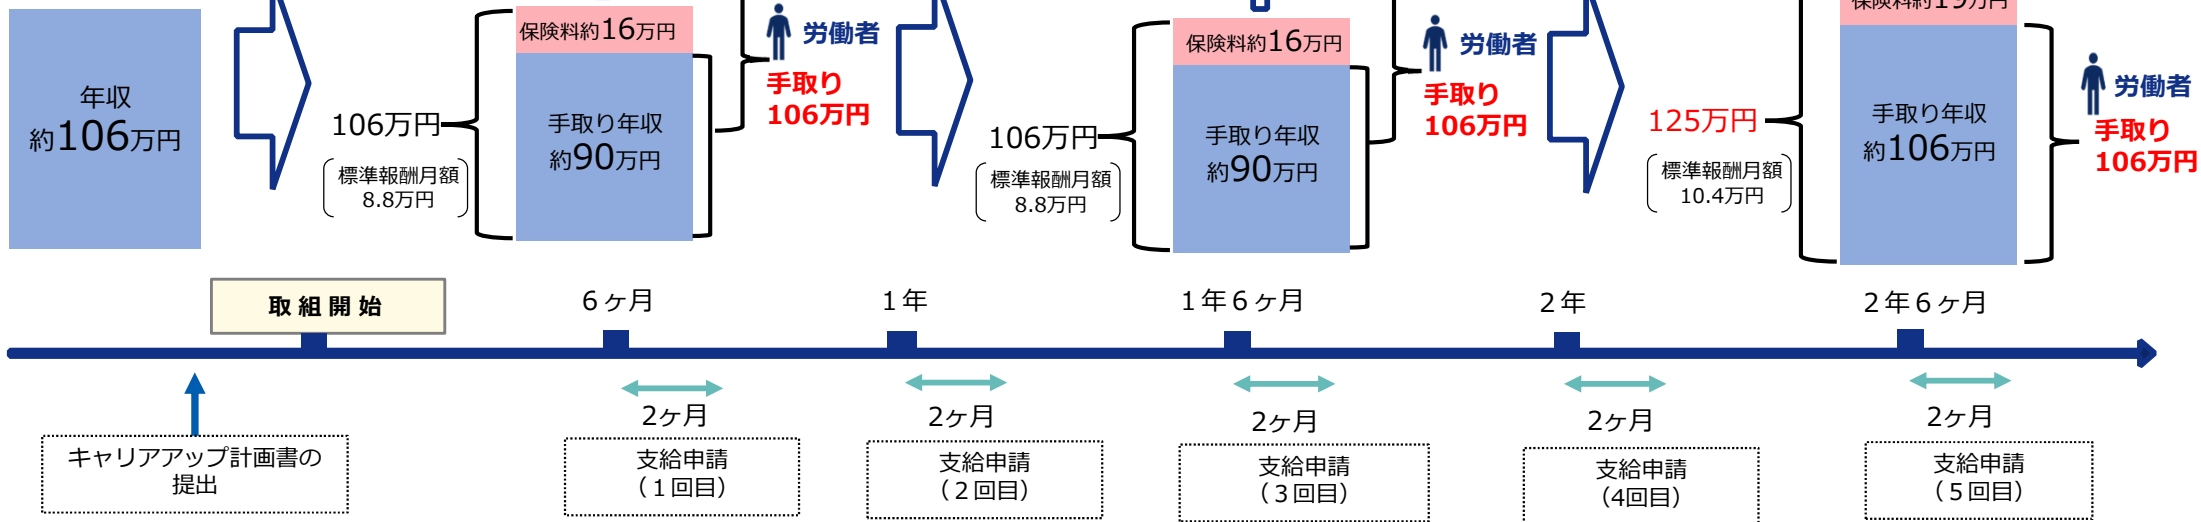 年収
約106万円
保険料約16万円
手取り年収
約90万円
106万円
標準報酬月額
8.8万円
労働者
手取り
106万円
保険料約16万円
手取り年収
約90万円
106万円
標準報酬月額
8.8万円
労働者
手取り
106万円
保険料約19万円
手取り年収
約106万円
125万円
標準報酬月額
10.4万円
労働者
手取り
106万円
取組開始
6ヶ月
1年
1年6ヶ月
2年
2年6ヶ月
2ヶ月
2ヶ月
2ヶ月
2ヶ月
2ヶ月
キャリアアップ計画書の
提出
支給申請
（1回目）
支給申請
（2回目）
支給申請
（3回目）
支給申請
（4回目）
支給申請
（5回目）